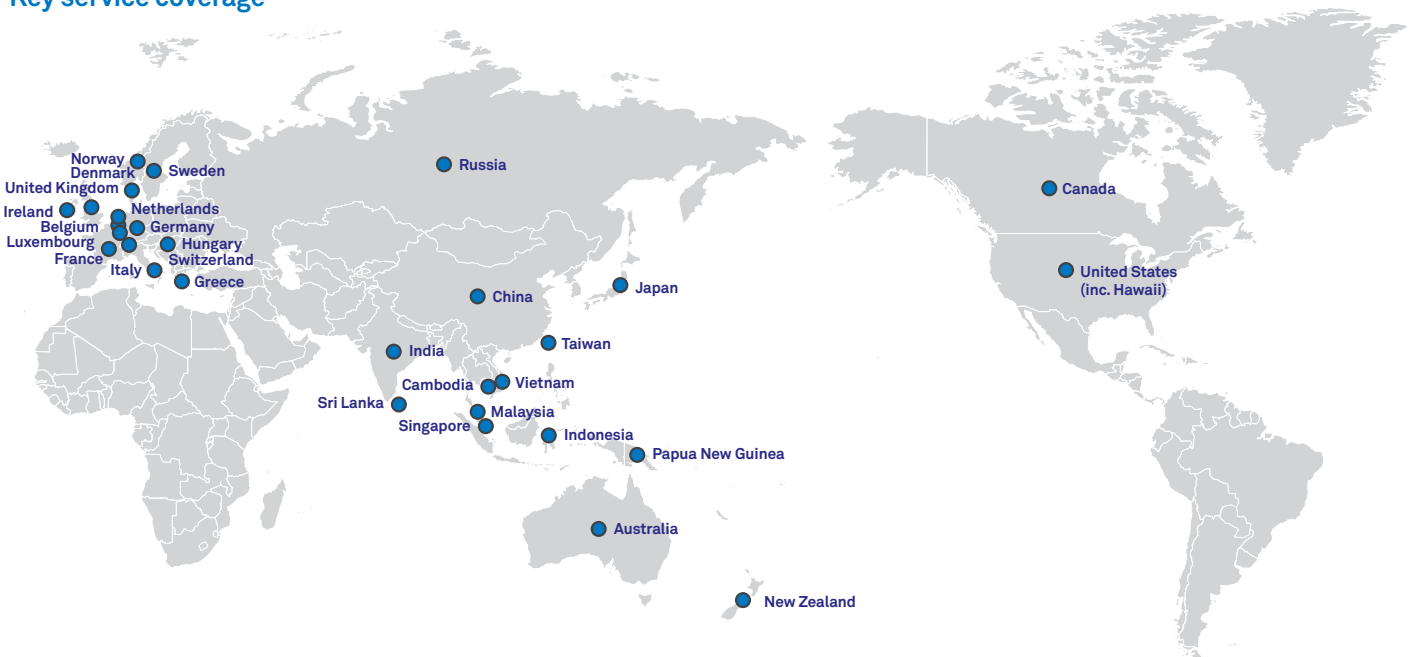 Key service coverage
Norway
Denmark
Sweden
United Kingdom
Ireland
Netherlands
Belgium
Germany
Luxembourg
Hungary
France
Switzerland
Italy
Greece
Russia
China
Japan
India
Taiwan
Cambodia
Vietnam
Sri Lanka
Malaysia
Singapore
Indonesia
Papua New Guinea
Australia
New Zealand
Canada
United States
(inc. Hawaii)